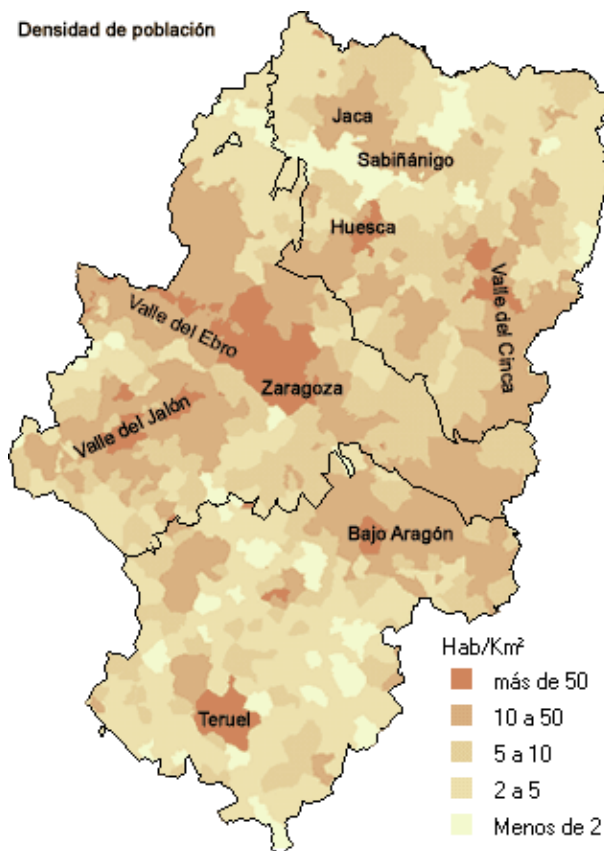 Densidad de población
Jaca
Sabiñánigo
Huesca
Valle del Ebro
Valle del Cinca
Zaragoza
Valle del Jalón
Bajo Aragón
Teruel
Hab/Km²
más de 50
10 a 50
5 a 10
2 a 5
Menos de 2